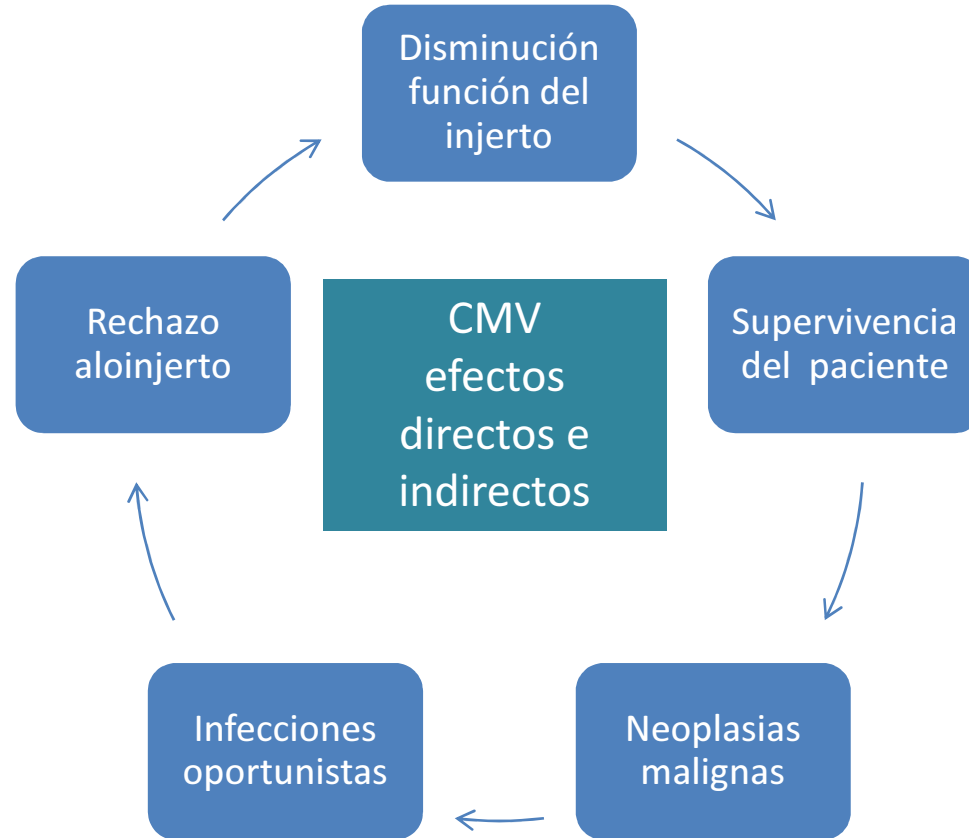 Disminución
función del
injerto
Rechazo
aloinjerto
CMV
efectos
directos e
indirectos
Supervivencia
del paciente
Infecciones
oportunistas
Neoplasias
malignas